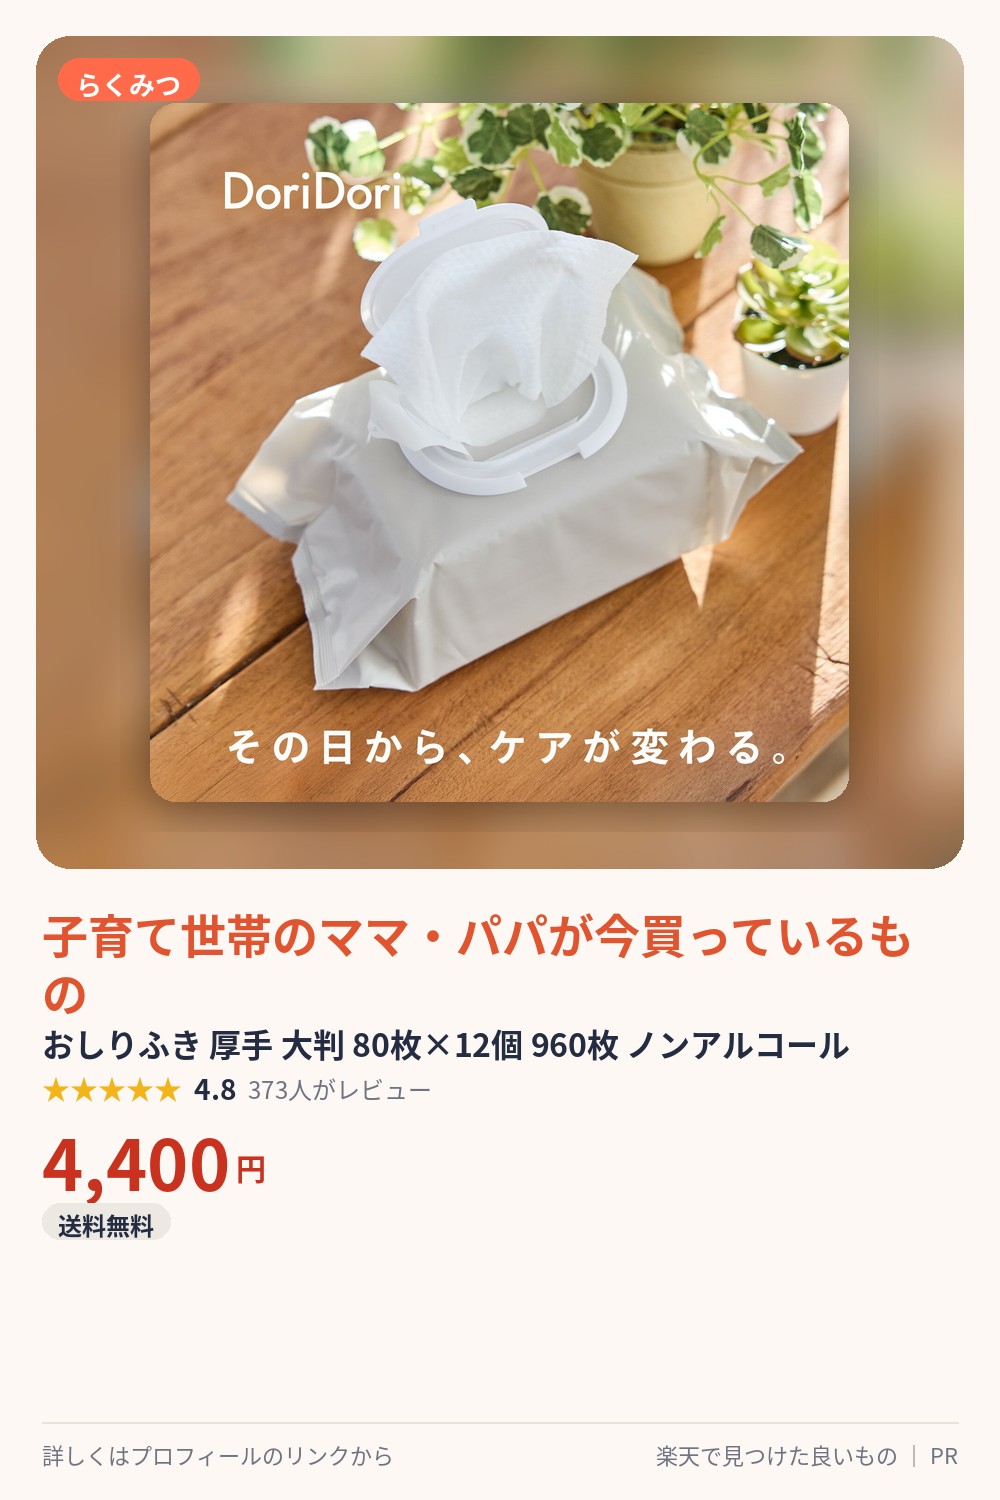 らくみつ
DoriDori
その日から、ケアが変わる。
子育て世帯のママ・パパが今買っているも
の
おしりふき 厚手 大判 80枚×12個 960枚 ノンアルコール
★★★★★ 4.8 373人がレビュー
4,400円
送料無料
詳しくはプロフィールのリンクから
楽天で見つけた良いもの｜PR